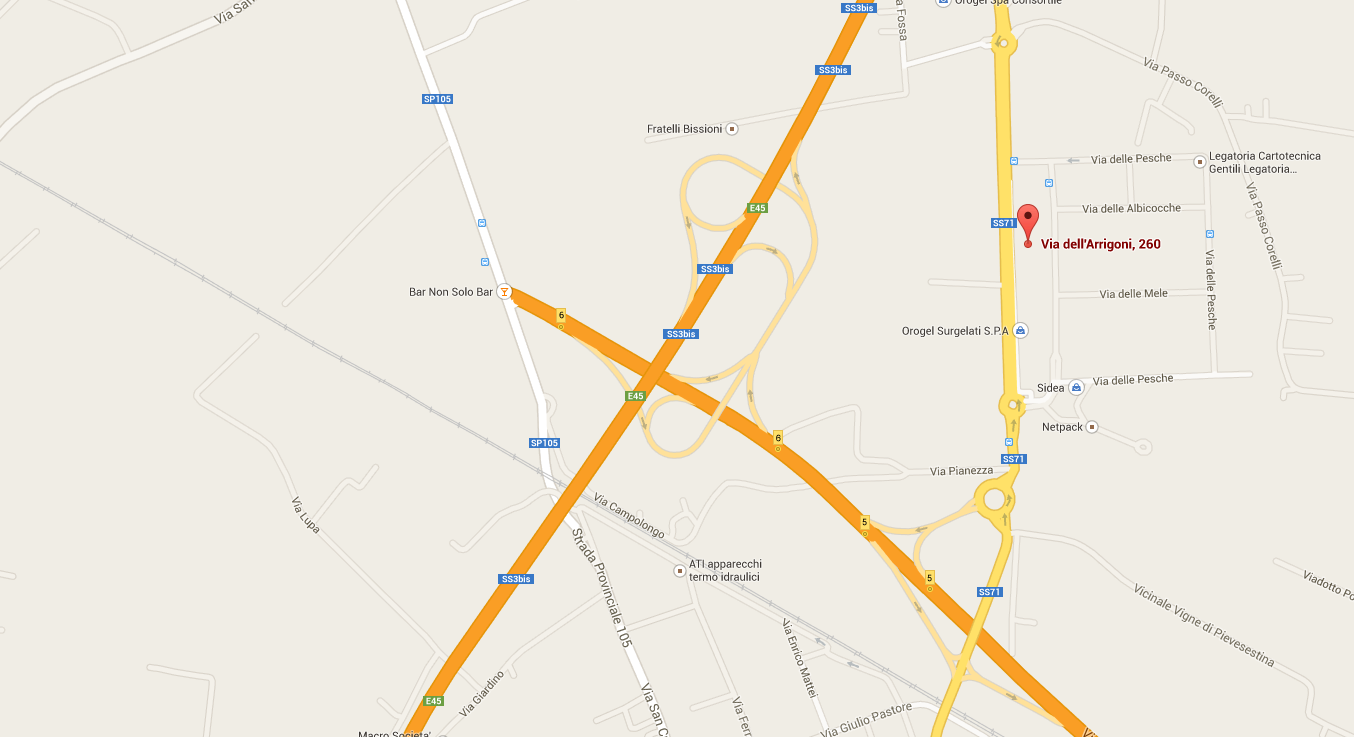 SS3bis
Orogel Spa Consortile
Via Sa
a Fossa
SS3bis
Via Passo Corelli
SP105
Fratelli Bissioni
Via delle Pesche
Legatoria Cartotecnica
Gentili Legatoria...
E45
Via delle Albicocche
SS71
Via Passo Corelli
Via dell'Arrigoni, 260
SS3bis
Via delle Pesche
Bar Non Solo Bar
Via delle Mele
6
SS3bis
Orogel Surgelati S.P.A
E45
Sidea
Via delle Pesche
Netpack
SP105
6
SS71
Via Pianezza
Via Lupa
Via Campolongo
5
Strada Provinciale 105
ATI apparecchi
termo idraulici
SS3bis
5
SS71
Viadotto Po
Vicinale Vigne di Pievesestina
Via Enrico Mattei
E45
Via Giardino
Via San C
Via Ferr
Via Giulio Pastore
Macro Societa'